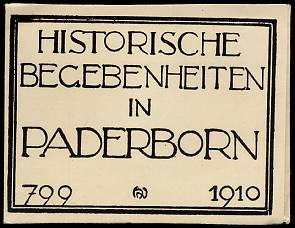 HISTORISCHE
BEGEBENHEITEN
IN
PADERBORN
799 1910